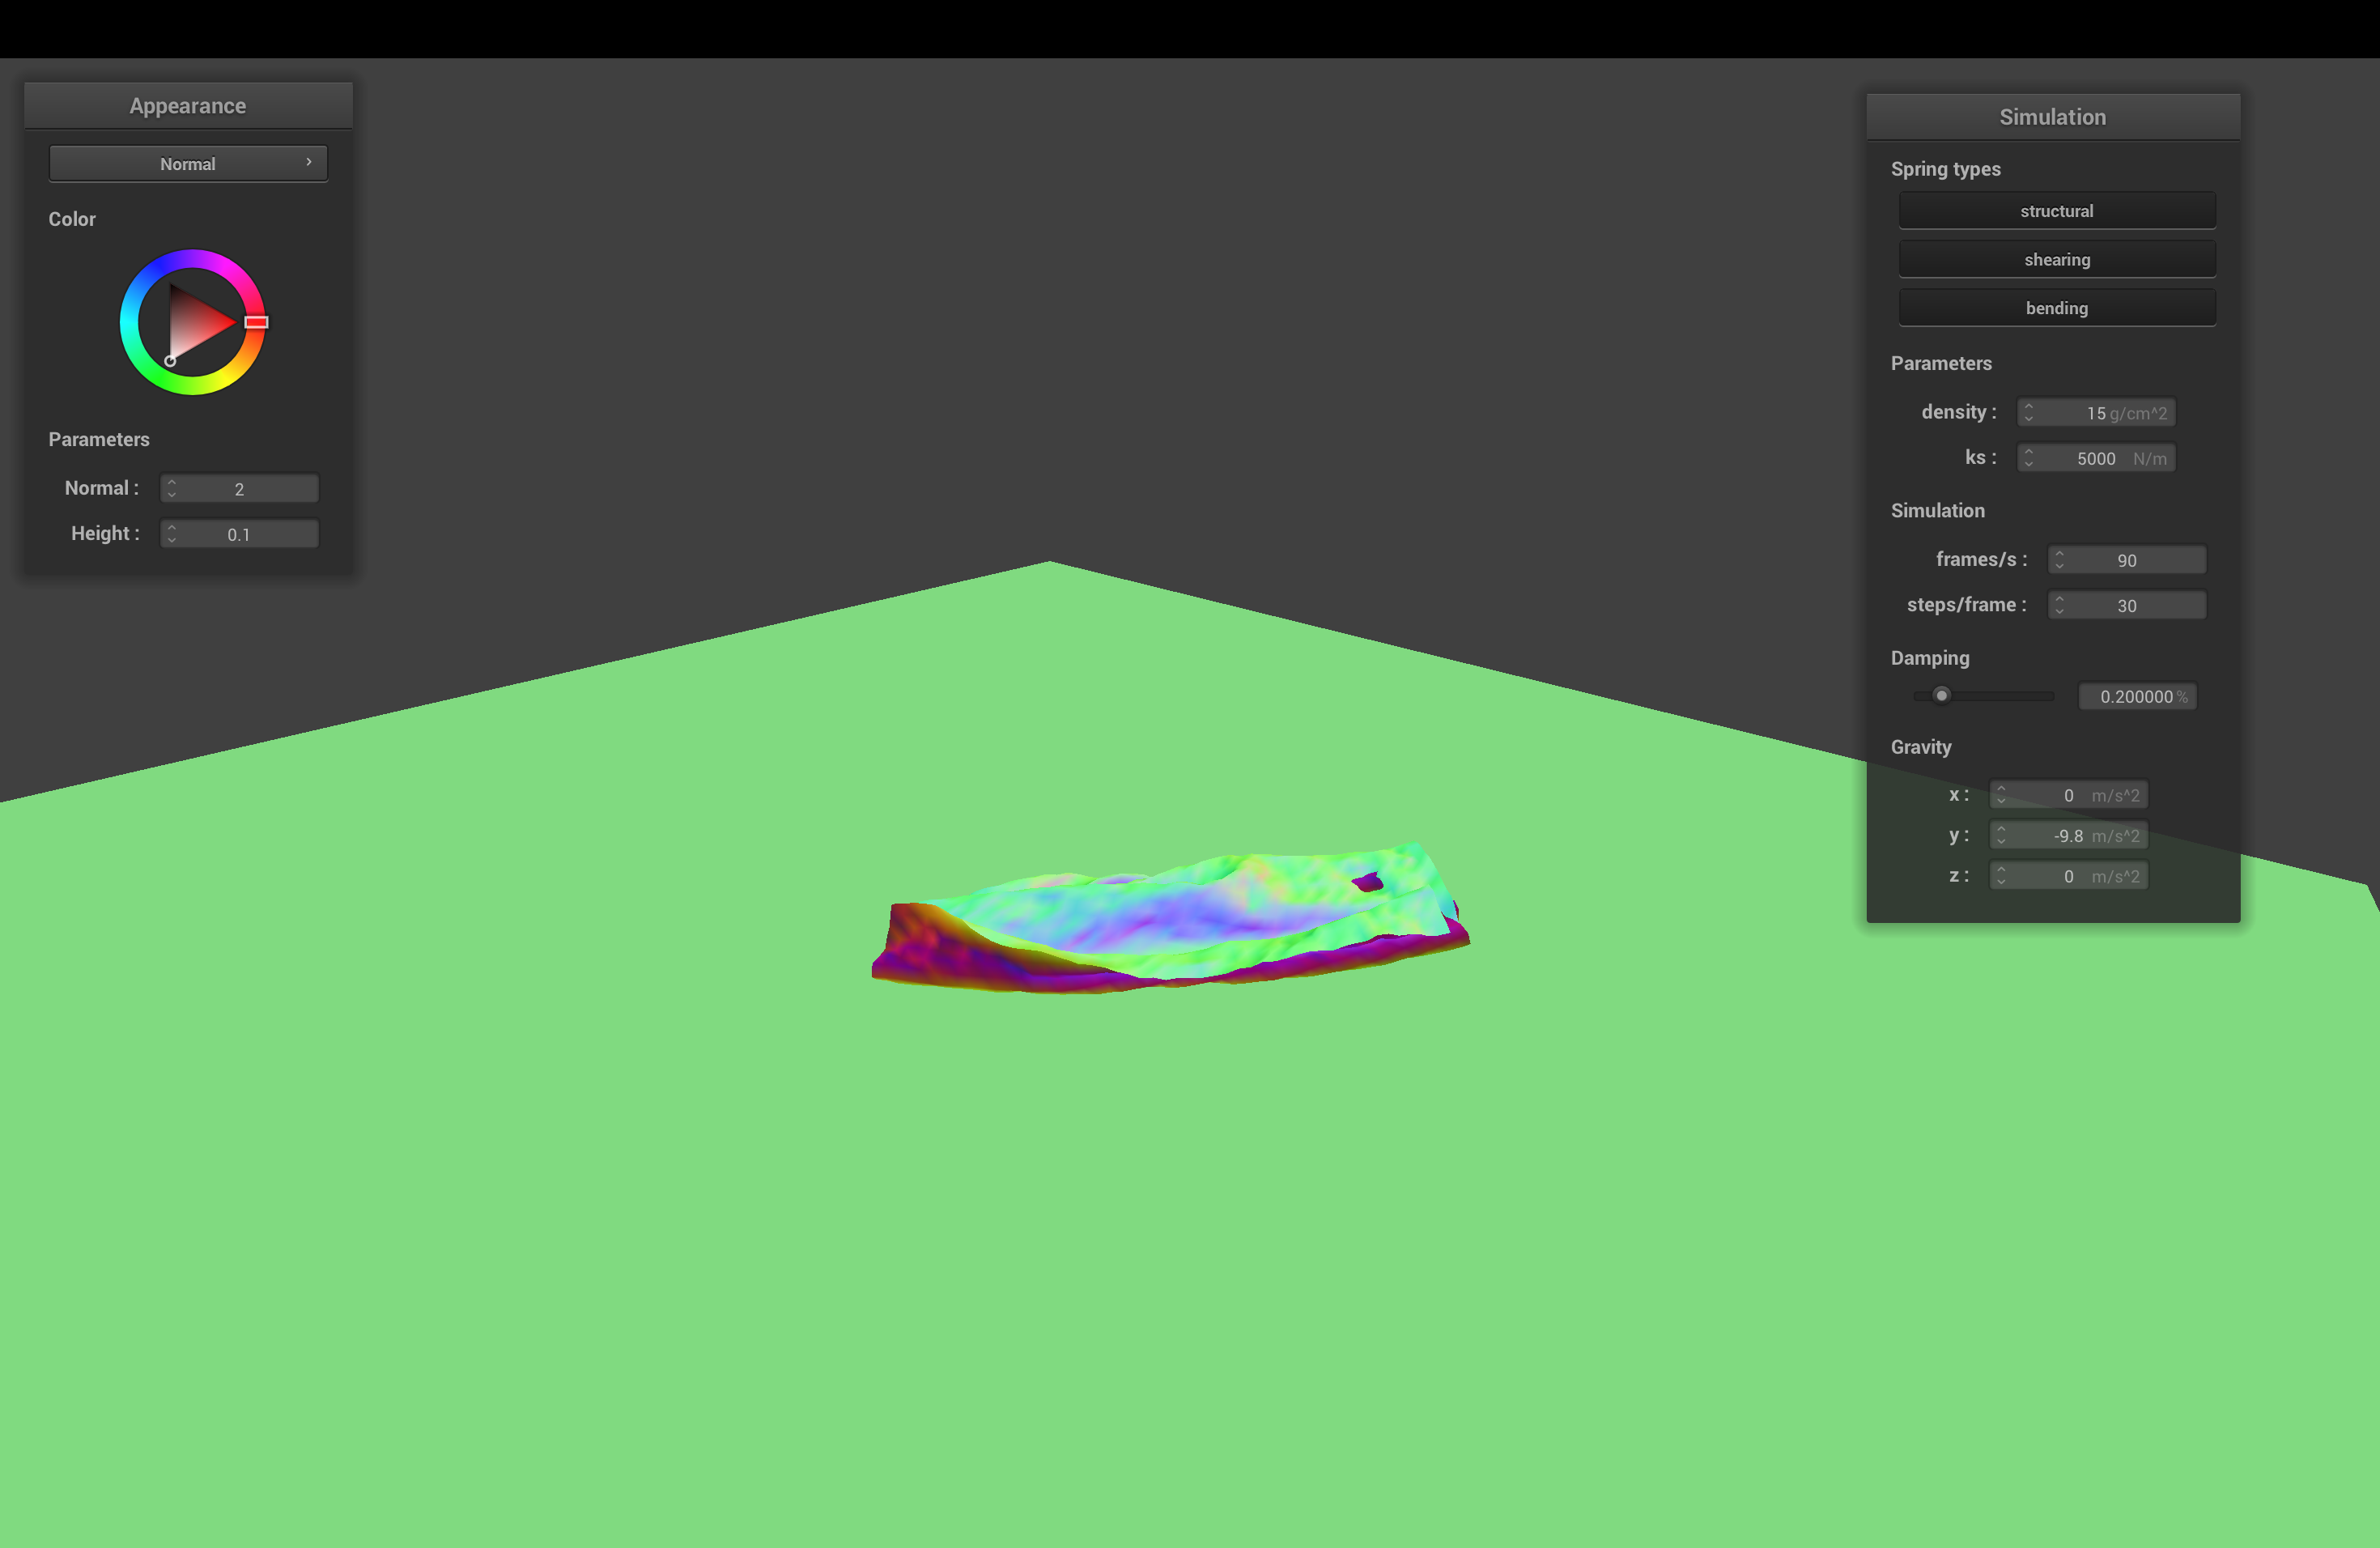 Appearance
Normal
Color
Parameters
Normal : 2
Height : 0.1
Simulation
Spring types
structural
shearing
bending
Parameters
density : 15 g/cm^2
ks : 5000 N/m
Simulation
frames/s : 90
steps/frame : 30
Damping
0.200000 %
Gravity
x : 0 m/s^2
y : -9.8 m/s^2
z : 0 m/s^2